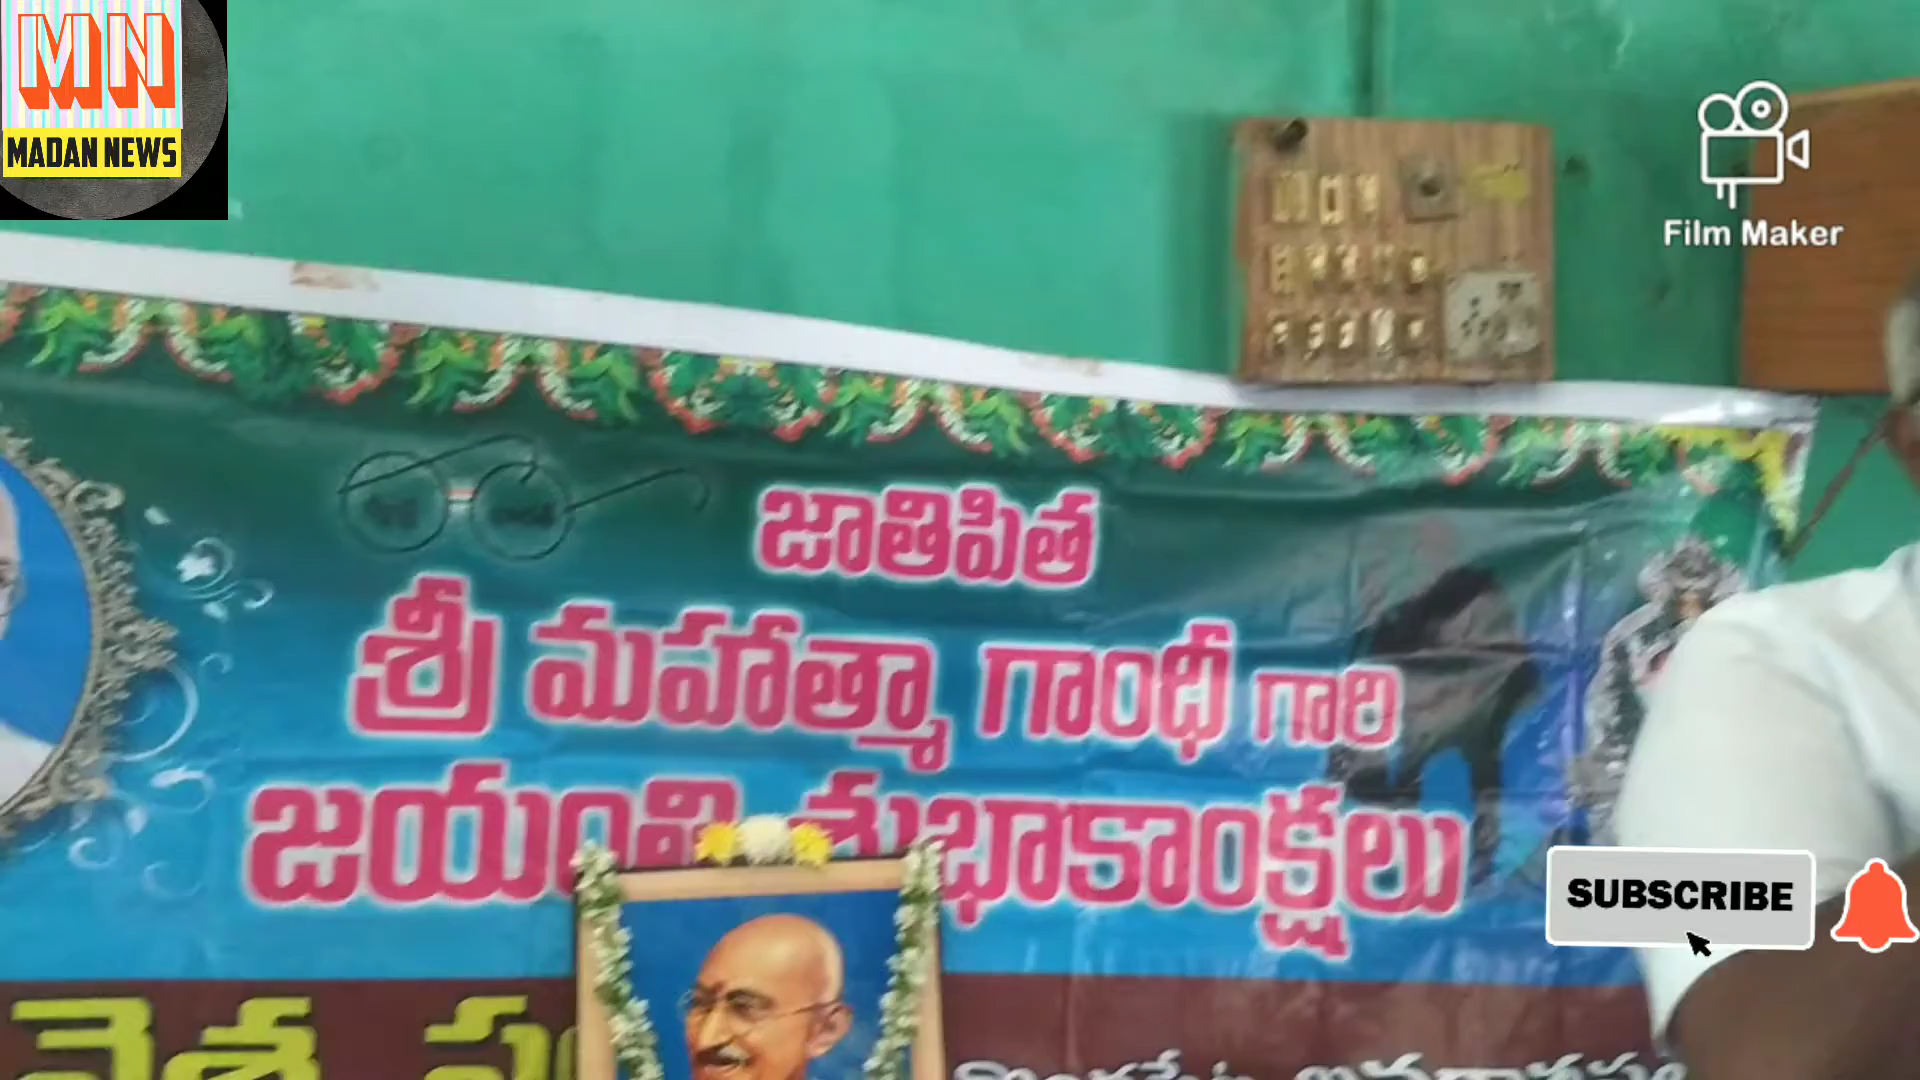 MN
MADAN NEWS
Film Maker
జాతిపిత
శ్రీ మహాత్మా గాంధీ గారి
జయంతి శుభాకాంక్షలు
SUBSCRIBE